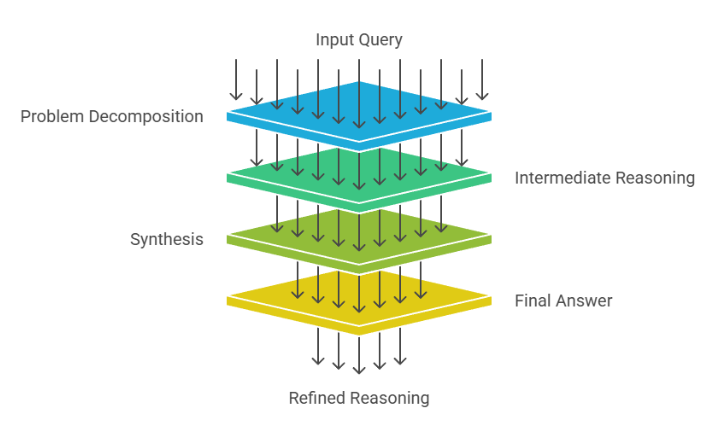 Input Query
Problem Decomposition
Intermediate Reasoning
Synthesis
Final Answer
Refined Reasoning